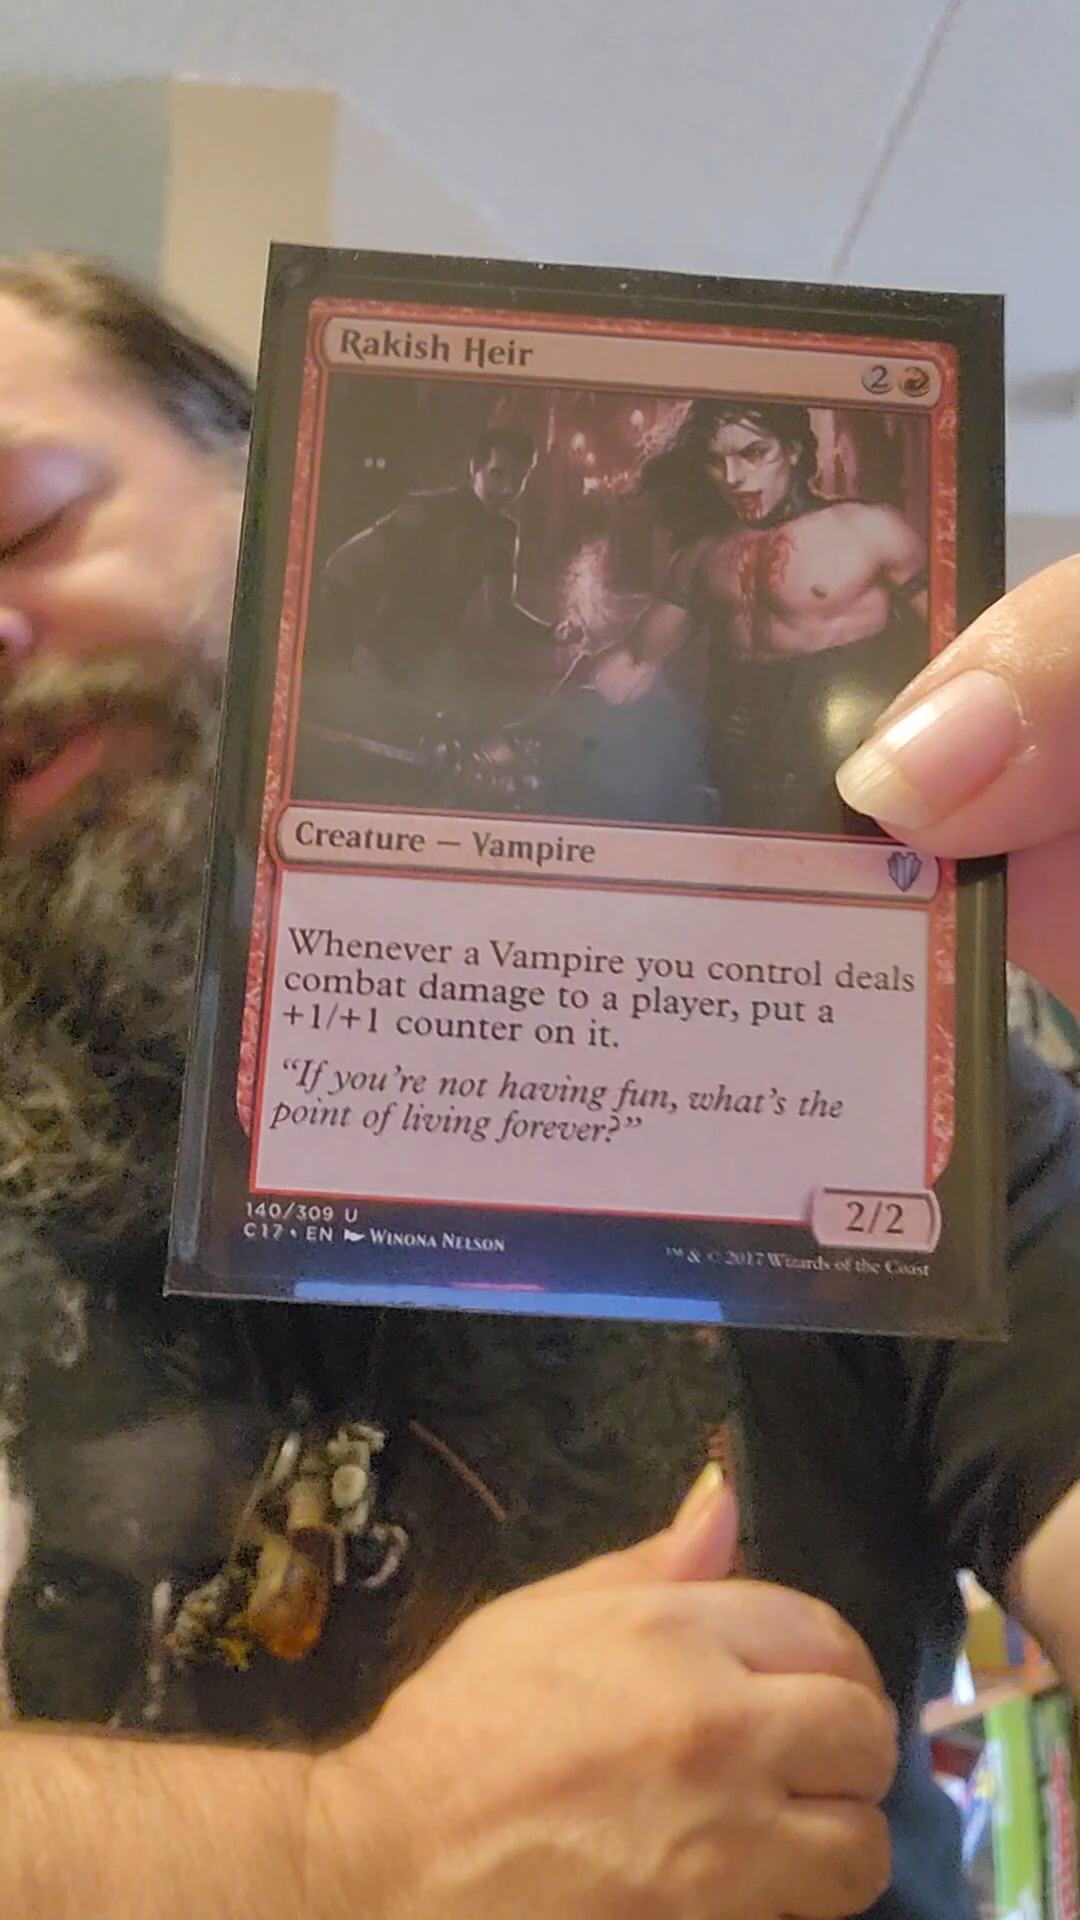 Rakish Heir
2
Creature — Vampire
Whenever a Vampire you control deals
combat damage to a player, put a
+1/+1 counter on it.
“If you’re not having fun, what’s the
point of living forever?”
140/309 U
C17 • EN Winona Nelson
2/2
™ & © 2017 Wizards of the Coast